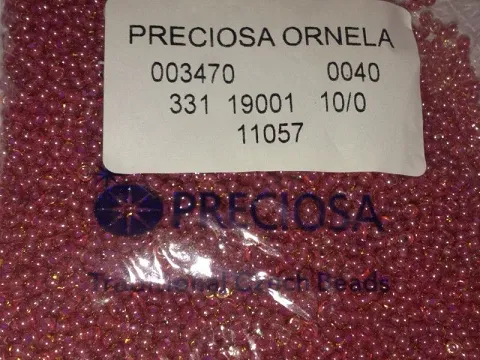 PRECIOSA ORNELA
003470 0040
331 19001 10/0
11057
PRECIOSA
Traditional Czech Beads